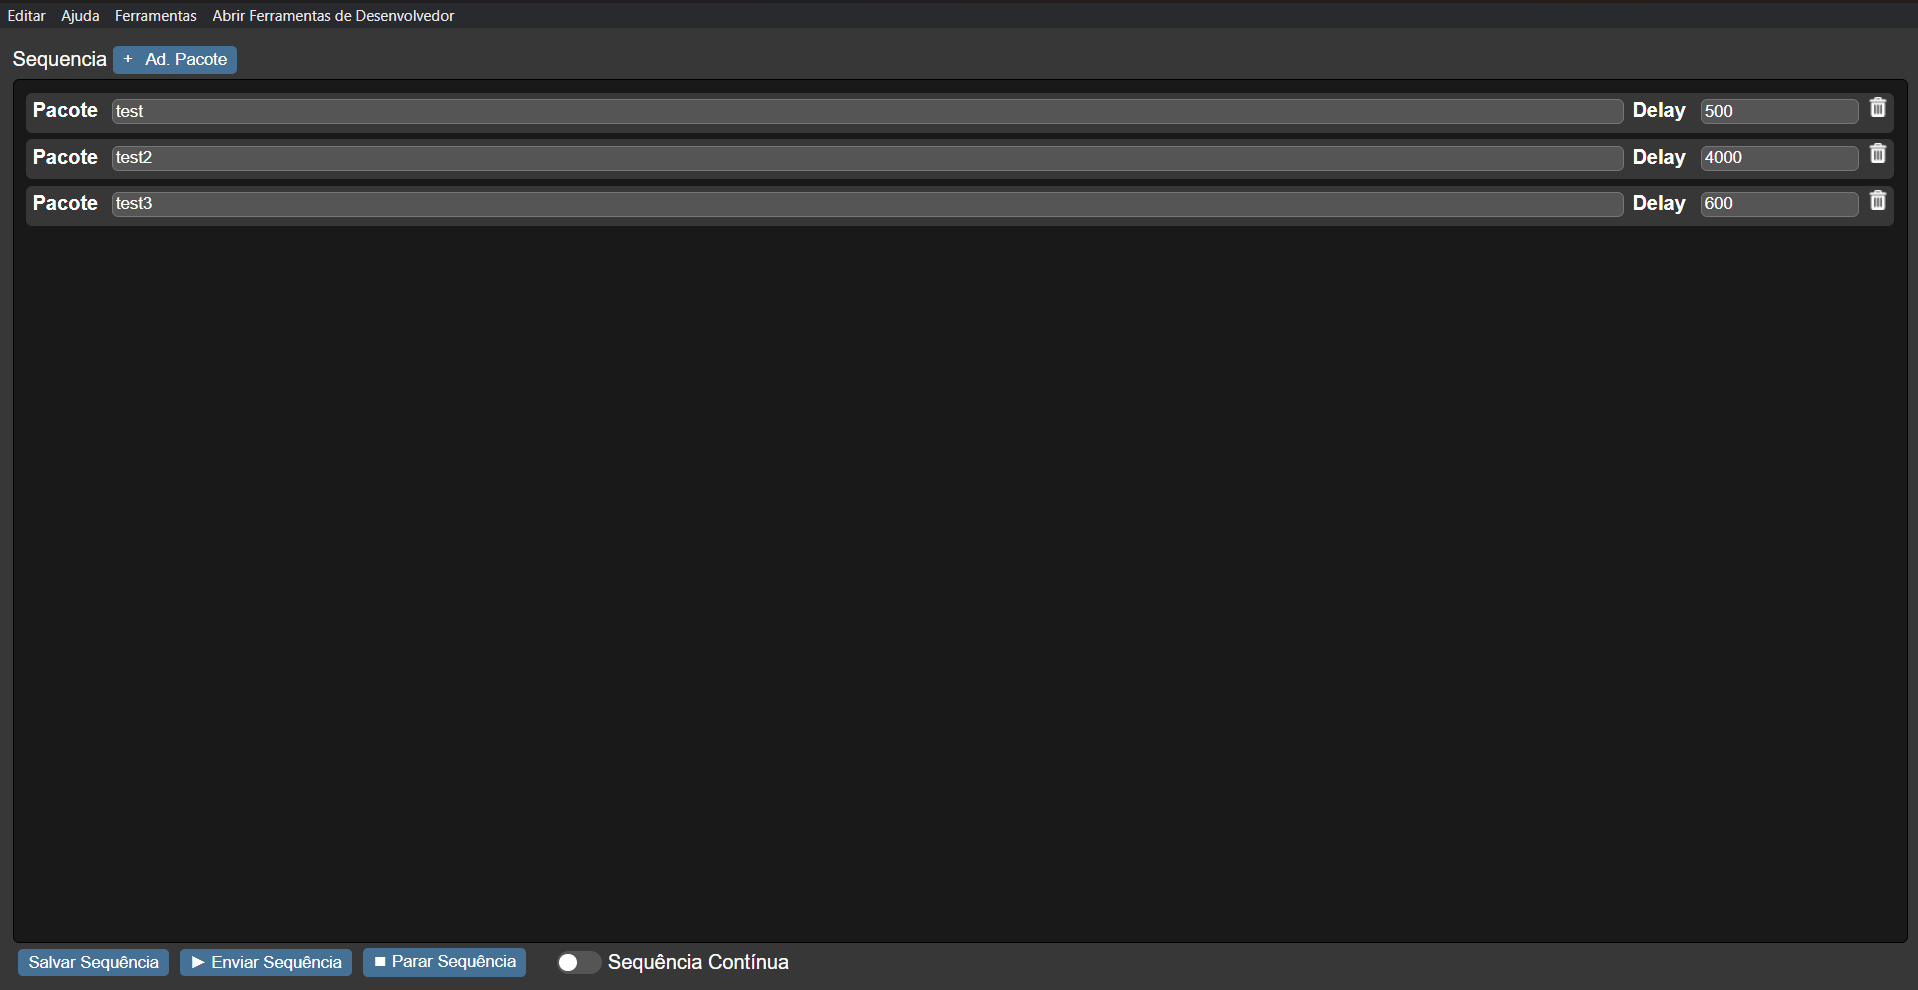 Editar Ajuda Ferramentas Abrir Ferramentas de Desenvolvedor
Sequencia + Ad. Pacote
Pacote test Delay 500
Pacote test2 Delay 4000
Pacote test3 Delay 600
Salvar Sequência Enviar Sequência Parar Sequência Sequência Contínua